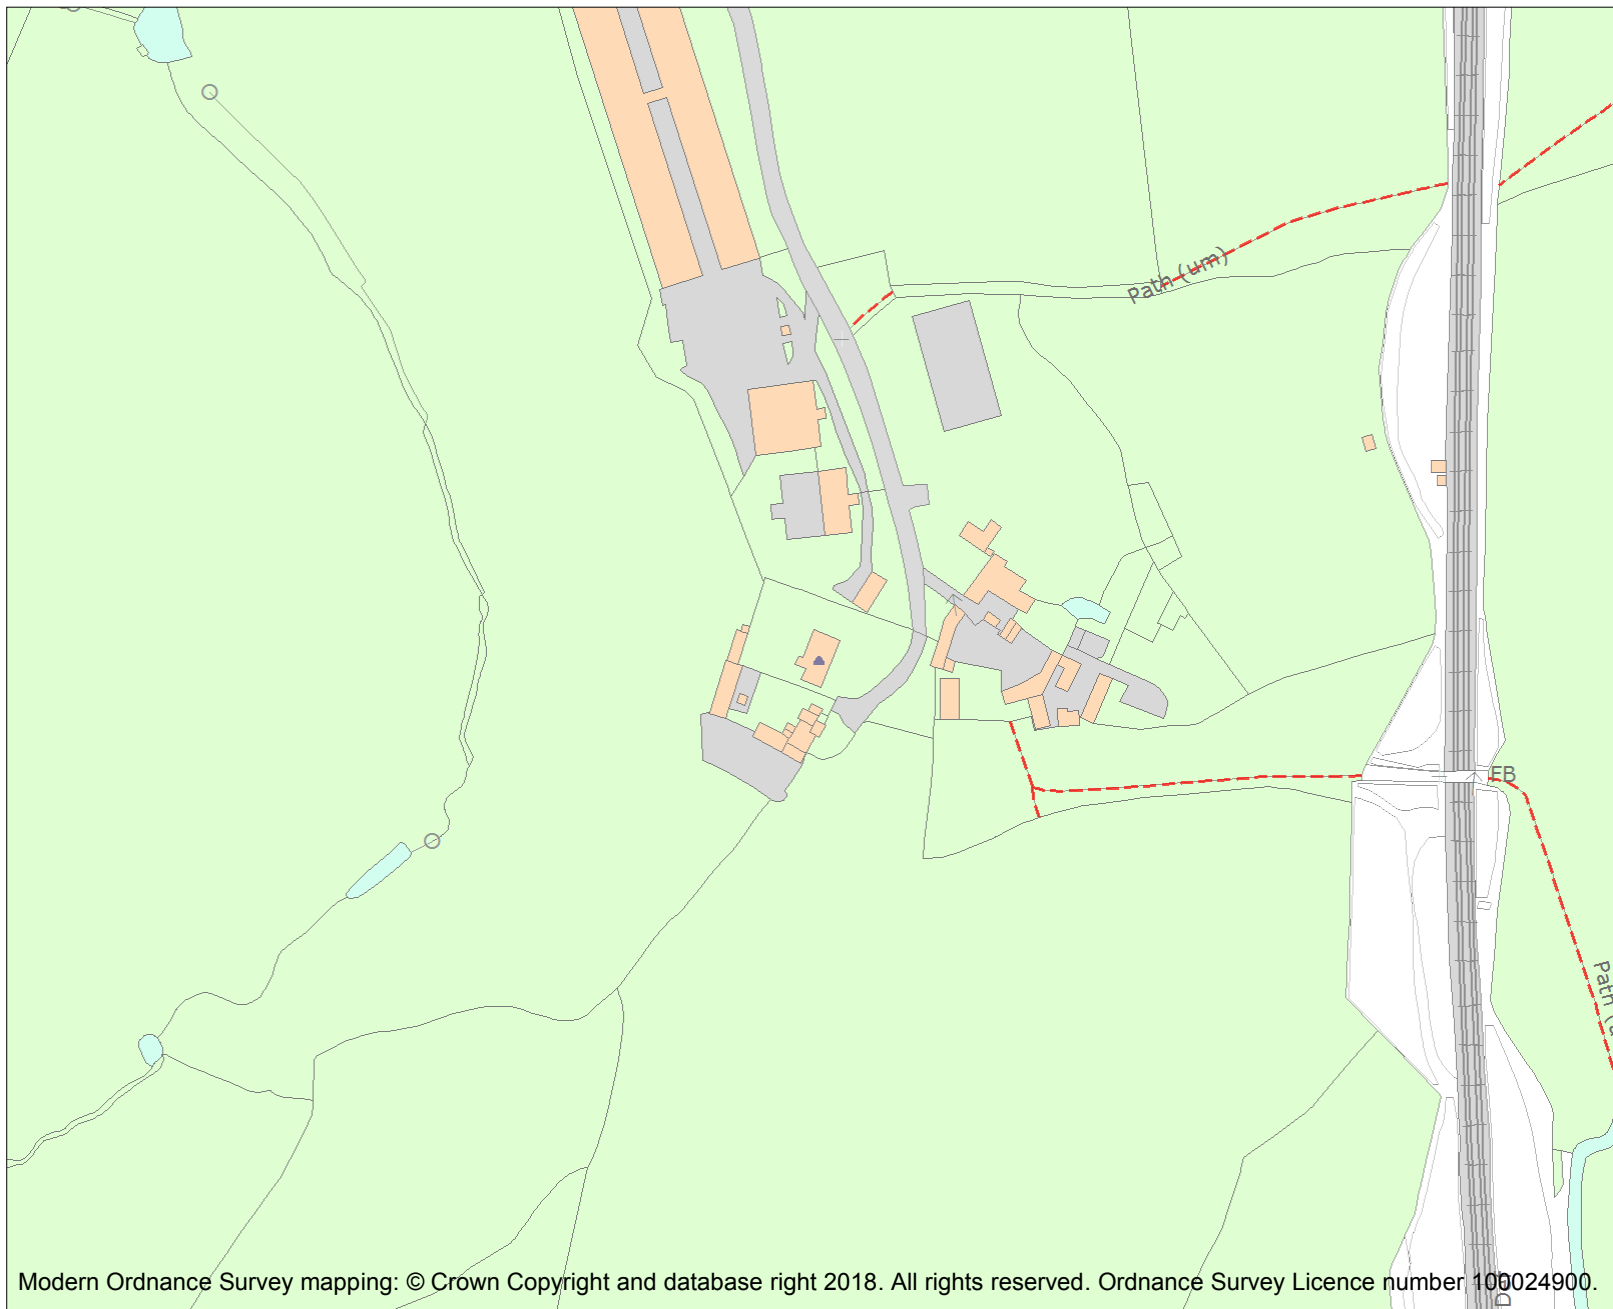 Path (um)
FB
Path (u
Modern Ordnance Survey mapping: © Crown Copyright and database right 2018. All rights reserved. Ordnance Survey Licence number 100024900.